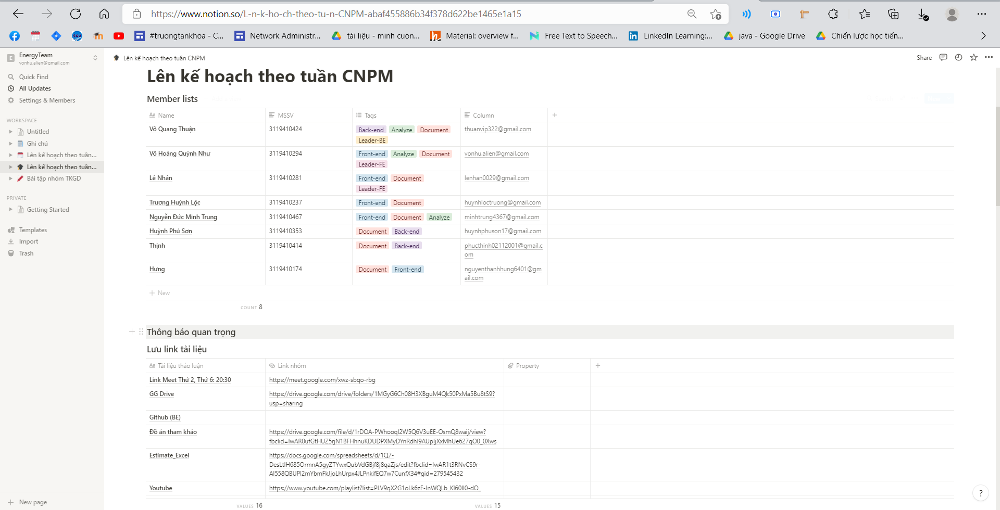 https://www.notion.so/L-n-k-ho-ch-theo-tu-n-CNPM-abaf455886b34f378d622be1465e1a15
#truongtankhoa - C... Network Administr... tài liệu - minh cuon... Material: overview f... Free Text to Speech... LinkedIn Learning:... java - Google Drive Chiến lược học tiến...
E EnergyTeam
vonhu.alien@gmail.com
Quick Find
All Updates
Settings & Members
WORKSPACE
Untitled
Ghi chú
Lên kế hoạch theo tuần...
Lên kế hoạch theo tuần...
Bài tập nhóm TKGD
PRIVATE
Getting Started
Templates
Import
Trash
New page
Lên kế hoạch theo tuần CNPM
Share
Lên kế hoạch theo tuần CNPM
Member lists
Aa Name MSSV Tags Column
Võ Quang Thuận 3119410424 Back-end Analyze Document thuanvip322@gmail.com
Leader-BE
Võ Hoàng Quỳnh Như 3119410294 Front-end Analyze Document vonhu.alien@gmail.com
Leader-FE
Lê Nhân 3119410281 Front-end Document lenhan0029@gmail.com
Leader-FE
Trương Huỳnh Lộc 3119410237 Front-end Document huynhloctruong@gmail.com
Nguyễn Đức Minh Trung 3119410467 Front-end Document Analyze minhtrung4367@gmail.com
Huỳnh Phú Sơn 3119410353 Document Back-end huynhphuson17@gmail.com
Thịnh 3119410414 Document Back-end phucthinh02112001@gmail.c
om
Hưng 3119410174 Document Front-end nguyenthanhhung6401@gm
ail.com
New
COUNT 8
Thông báo quan trọng
Lưu link tài liệu
Aa Tài liệu thảo luận Link nhóm Property
Link Meet Thứ 2, Thứ 6: 20:30 https://meet.google.com/xwz-sbqo-rbg
GG Drive https://drive.google.com/drive/folders/1MGyG6Ch08H3XBguM4Qk50PxMa5Bu8tS9?
usp=sharing
Github (BE)
Đồ án tham khảo https://drive.google.com/file/d/1rDOA-PWhooqI2W5Q6V3uEE-OsmQ8waij/view?
fbclid=IwAR0ufGtHUZ5rjN1BFHhnuKDUDPXMyDYnRdhI9AUpIjXxMhUe627qO0_0Xws
Estimate_Excel https://docs.google.com/spreadsheets/d/1Q7-
DesLtIH685OrmnA5gyZTYwxQubVdGBjf8j8qaZjs/edit?fbclid=IwAR1t3RNvCS9r-
AI558QBUPI2mYbmFkJjoLhUrpx4JLPnkifEQ7w7CunfX34#gid=279545432
Youtube https://www.youtube.com/playlist?list=PLV9qX2G1oLk6zF-InWQLb_KI60II0-dO_
VALUES 16 VALUES 15
?